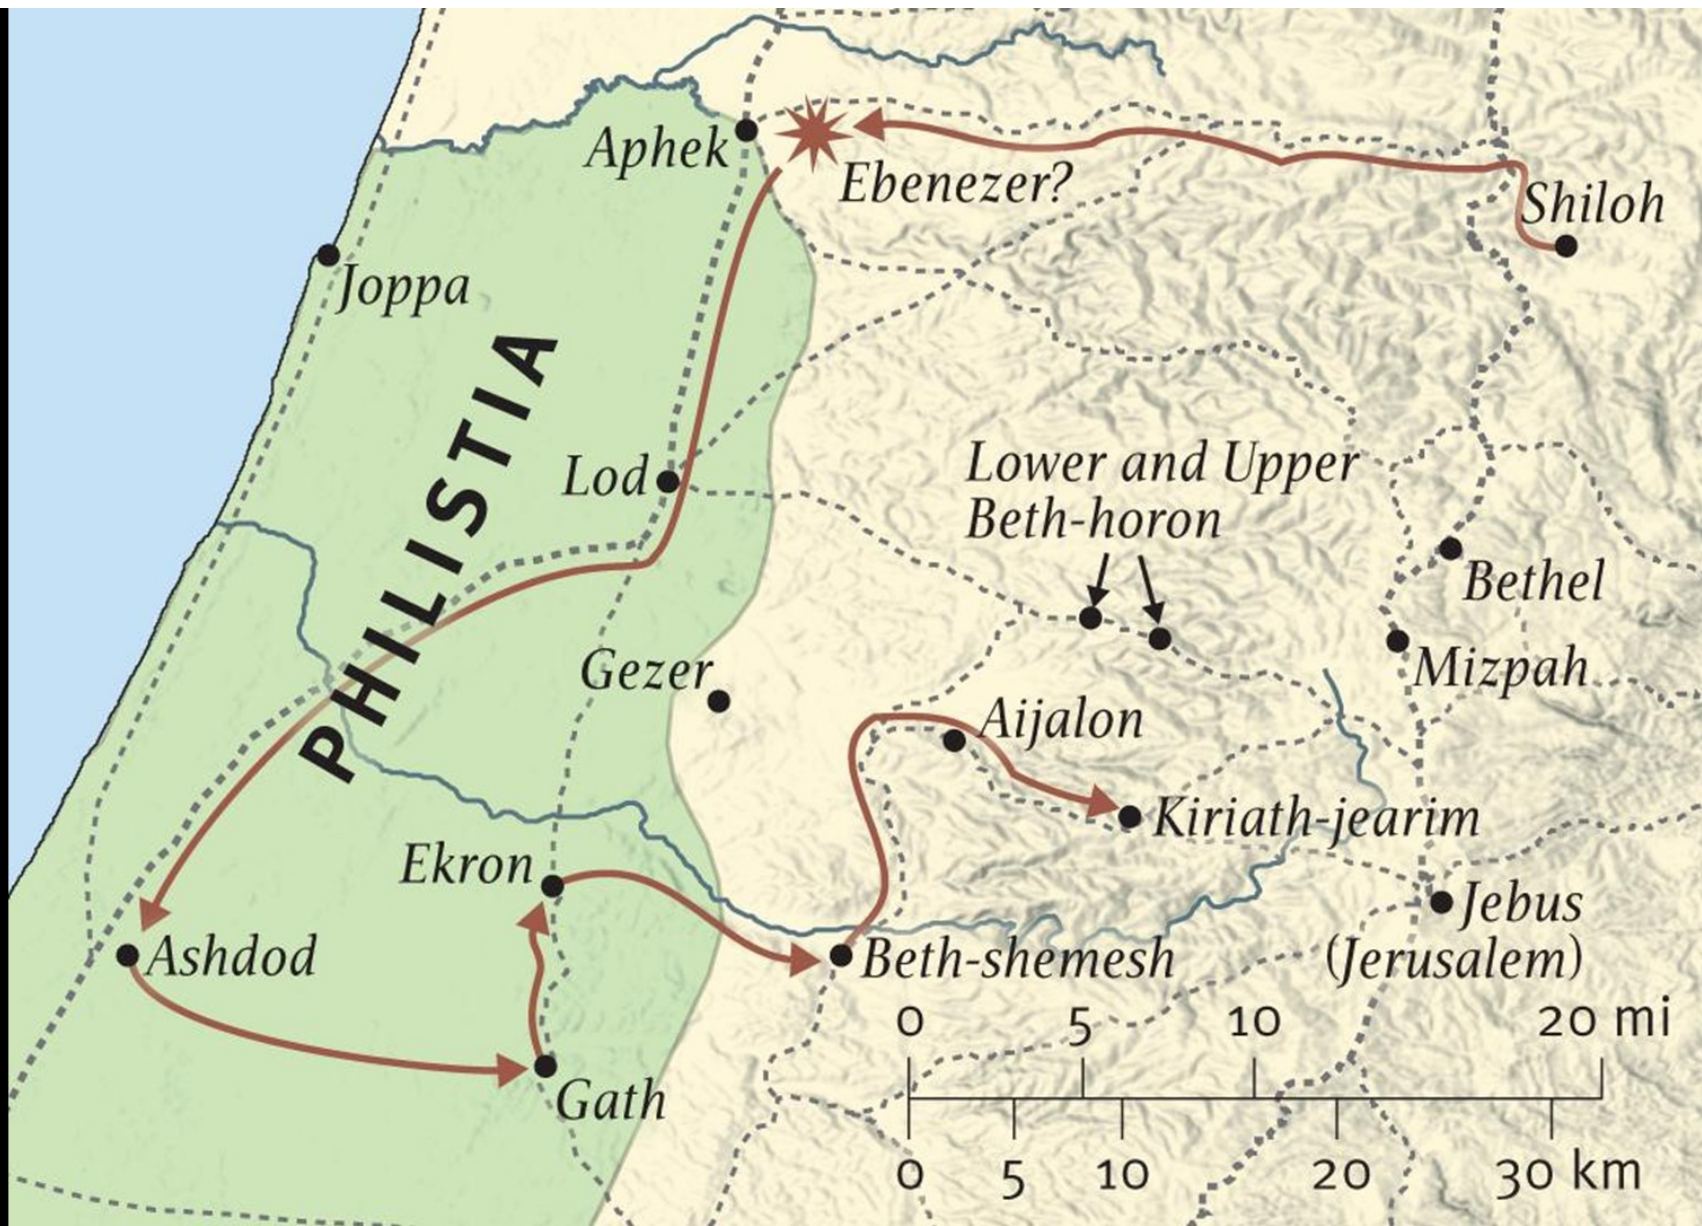 Aphek
Ebenezer?
Shiloh
Joppa
PHILISTIA
Lod
Lower and Upper
Beth-horon
Bethel
Gezer
Mizpah
Aijalon
Kiriath-jearim
Ekron
Jebus
(Jerusalem)
Ashdod
Beth-shemesh
Gath
0 5 10 20 mi
0 5 10 20 30 km